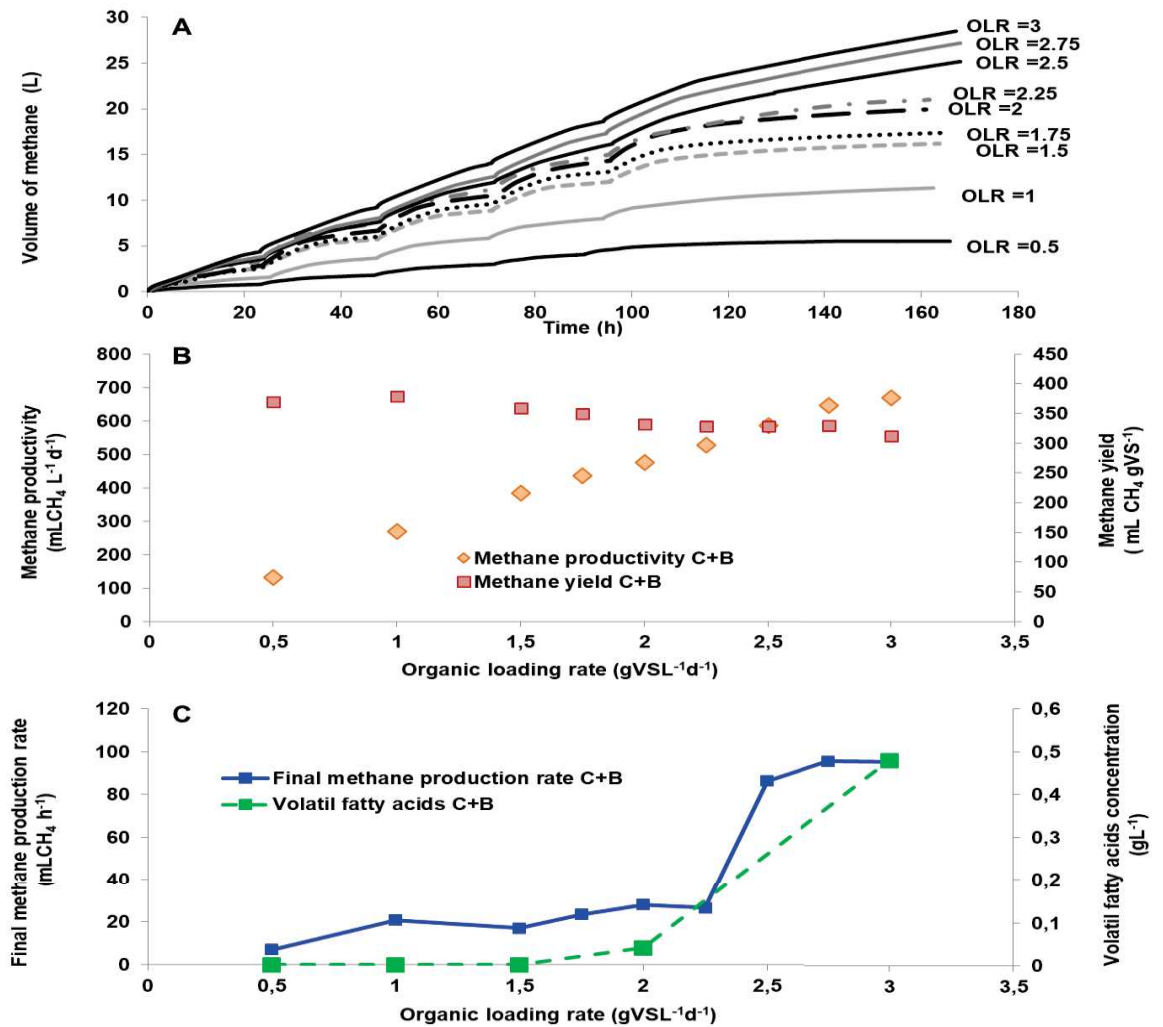 A
Volume of methane (L)
30
25
20
15
10
5
0
0 20 40 60 80 100 120 140 160 180
Time (h)
OLR =3
OLR =2.75
OLR =2.5
OLR =2.25
OLR =2
OLR =1.75
OLR =1.5
OLR =1
OLR =0.5
B
Methane productivity
(mLCH4 L-1 d-1)
800
700
600
500
400
300
200
100
0
450
400
350
300
250
200
150
100
50
0
Methane yield
( mL CH4 gVS-1)
Methane productivity C+B
Methane yield C+B
0 0,5 1 1,5 2 2,5 3 3,5
Organic loading rate (gVSL-1d-1)
C
Final methane production rate
(mLCH4 h-1)
120
100
80
60
40
20
0
0,6
0,5
0,4
0,3
0,2
0,1
0
Volatil fatty acids concentration
(gL-1)
Final methane production rate C+B
Volatil fatty acids C+B
0 0,5 1 1,5 2 2,5 3 3,5
Organic loading rate (gVSL-1d-1)